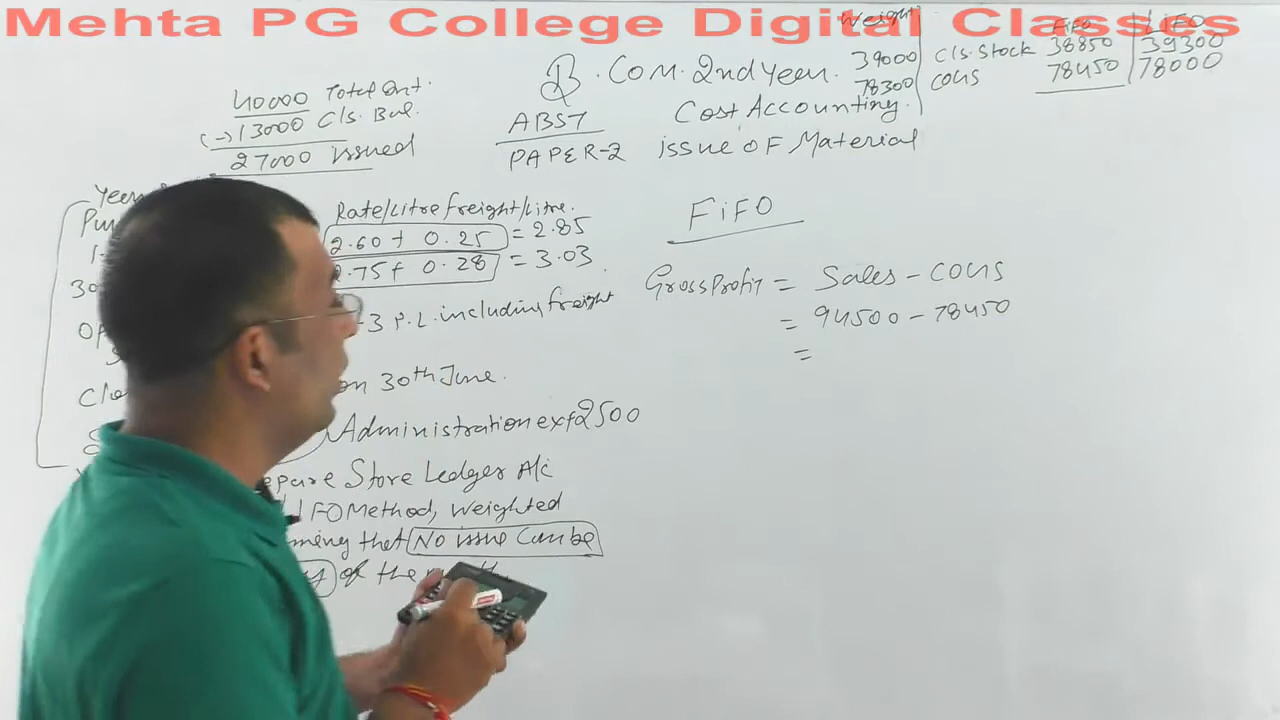 Mehta PG College Digital Classes
Weight FiFO LiFO
39000 Cls. Stock 38850 39300
78300 COGS 78450 78000
B. Com. 2nd Year.
ABST Cost Accounting.
PAPER-2 issue OF Material
40000 Total Qnt.
(-) 13000 Cls. Bal.
27000 issued
Rate/Litre freight/Litre.
2.60 + 0.25 = 2.85
2.75 + 0.28 = 3.03
3 P.L. including freight
on 30th June.
Administration exp 2500
Store Ledger A/c
FO Method, weighted
that No issue Can be
of the
FiFO
Gross Profit = Sales - COGS
= 94500 - 78450
=